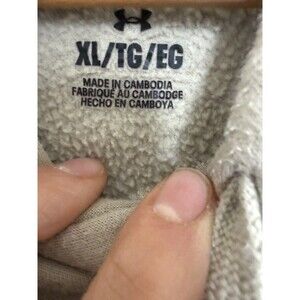 XL/TG/EG
MADE IN CAMBODIA
FABRIQUÉ AU CAMBODGE
HECHO EN CAMBOYA